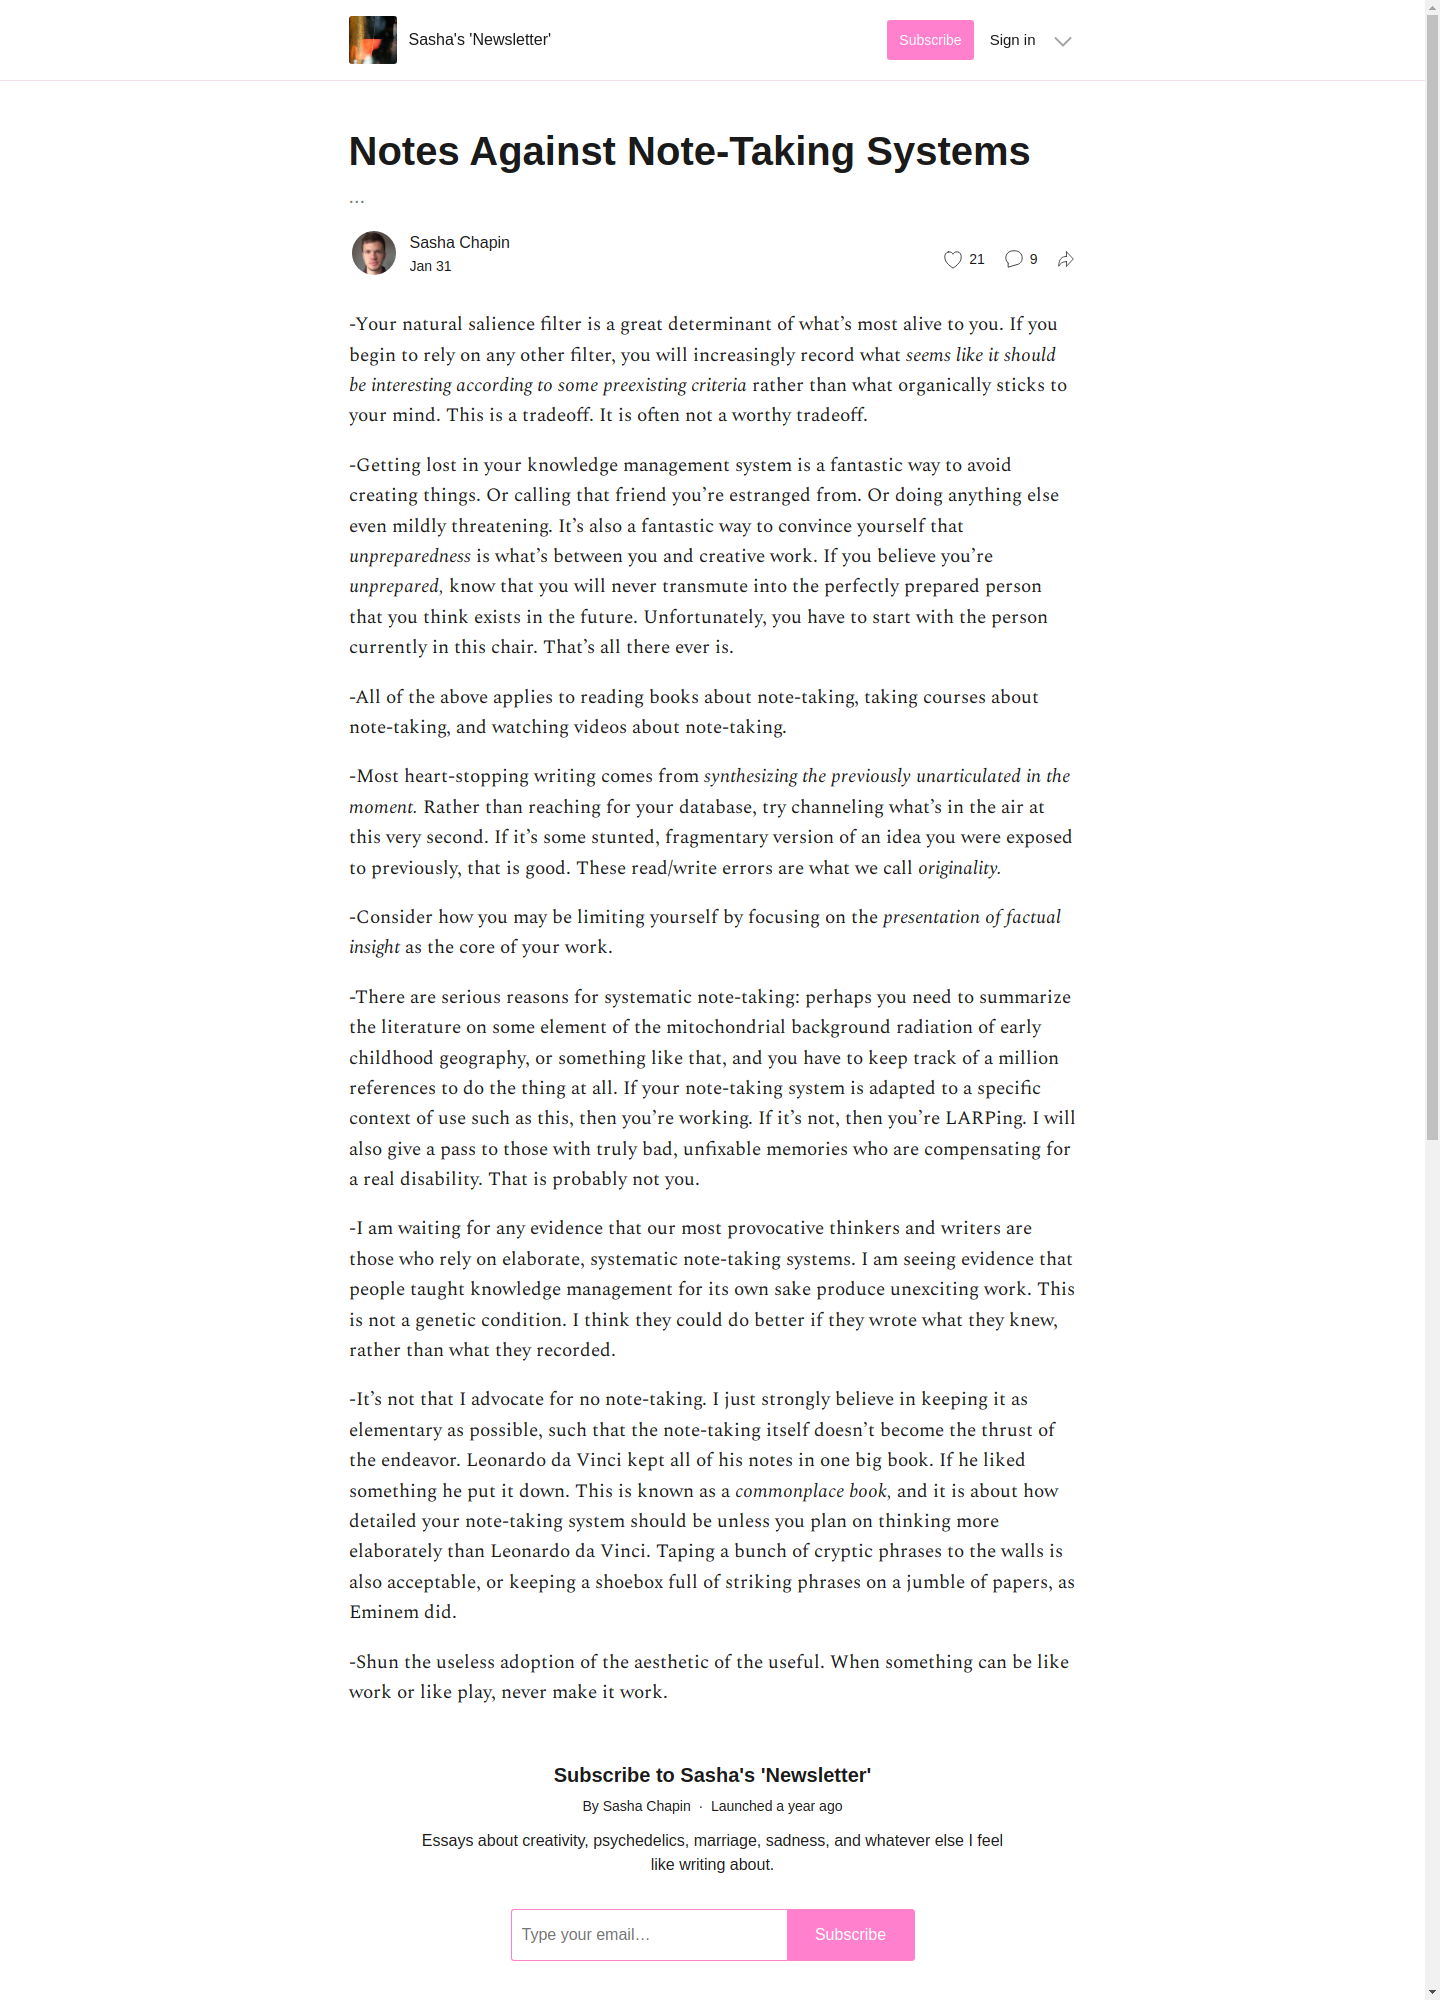 Sasha's 'Newsletter'
Subscribe
Sign in
Notes Against Note-Taking Systems
...
Sasha Chapin
Jan 31
21
9
-Your natural salience filter is a great determinant of what’s most alive to you. If you
begin to rely on any other filter, you will increasingly record what seems like it should
be interesting according to some preexisting criteria rather than what organically sticks to
your mind. This is a tradeoff. It is often not a worthy tradeoff.
-Getting lost in your knowledge management system is a fantastic way to avoid
creating things. Or calling that friend you’re estranged from. Or doing anything else
even mildly threatening. It’s also a fantastic way to convince yourself that
unpreparedness is what’s between you and creative work. If you believe you’re
unprepared, know that you will never transmute into the perfectly prepared person
that you think exists in the future. Unfortunately, you have to start with the person
currently in this chair. That’s all there ever is.
-All of the above applies to reading books about note-taking, taking courses about
note-taking, and watching videos about note-taking.
-Most heart-stopping writing comes from synthesizing the previously unarticulated in the
moment. Rather than reaching for your database, try channeling what’s in the air at
this very second. If it’s some stunted, fragmentary version of an idea you were exposed
to previously, that is good. These read/write errors are what we call originality.
-Consider how you may be limiting yourself by focusing on the presentation of factual
insight as the core of your work.
-There are serious reasons for systematic note-taking: perhaps you need to summarize
the literature on some element of the mitochondrial background radiation of early
childhood geography, or something like that, and you have to keep track of a million
references to do the thing at all. If your note-taking system is adapted to a specific
context of use such as this, then you’re working. If it’s not, then you’re LARPing. I will
also give a pass to those with truly bad, unfixable memories who are compensating for
a real disability. That is probably not you.
-I am waiting for any evidence that our most provocative thinkers and writers are
those who rely on elaborate, systematic note-taking systems. I am seeing evidence that
people taught knowledge management for its own sake produce unexciting work. This
is not a genetic condition. I think they could do better if they wrote what they knew,
rather than what they recorded.
-It’s not that I advocate for no note-taking. I just strongly believe in keeping it as
elementary as possible, such that the note-taking itself doesn’t become the thrust of
the endeavor. Leonardo da Vinci kept all of his notes in one big book. If he liked
something he put it down. This is known as a commonplace book, and it is about how
detailed your note-taking system should be unless you plan on thinking more
elaborately than Leonardo da Vinci. Taping a bunch of cryptic phrases to the walls is
also acceptable, or keeping a shoebox full of striking phrases on a jumble of papers, as
Eminem did.
-Shun the useless adoption of the aesthetic of the useful. When something can be like
work or like play, never make it work.
Subscribe to Sasha's 'Newsletter'
By Sasha Chapin · Launched a year ago
Essays about creativity, psychedelics, marriage, sadness, and whatever else I feel
like writing about.
Type your email…
Subscribe